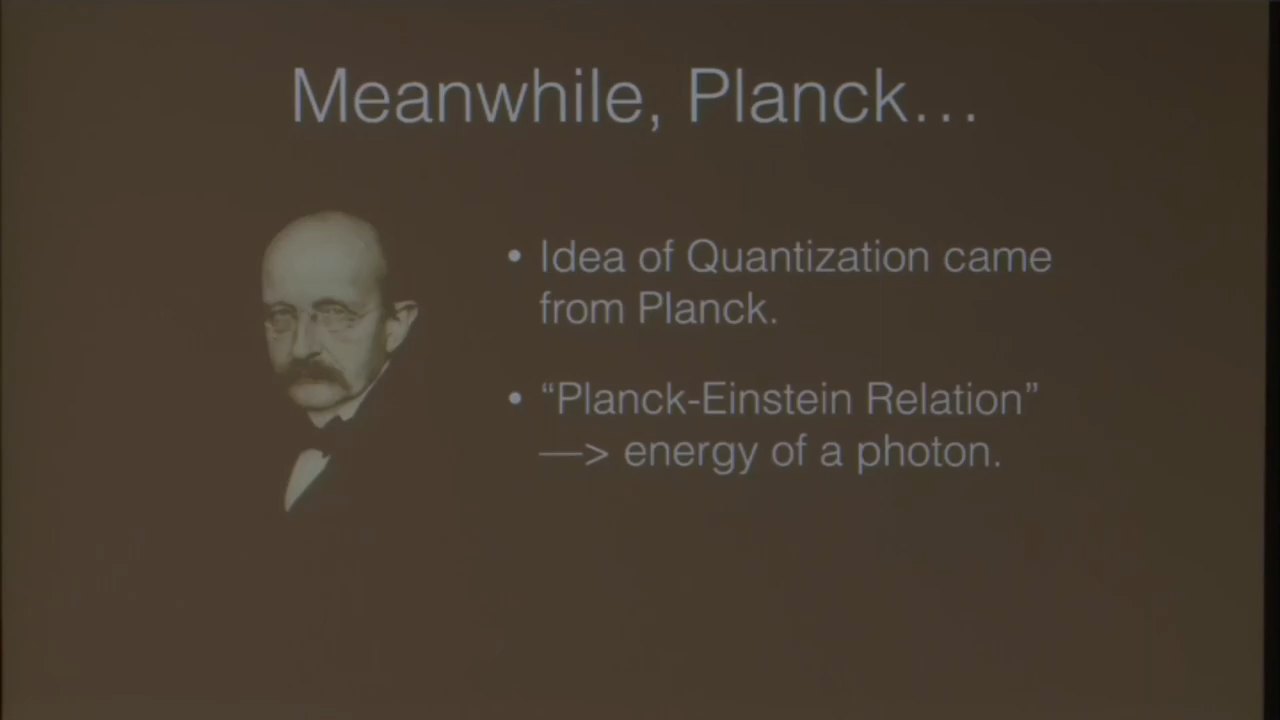 Meanwhile, Planck…
• Idea of Quantization came
from Planck.
• “Planck-Einstein Relation”
—> energy of a photon.